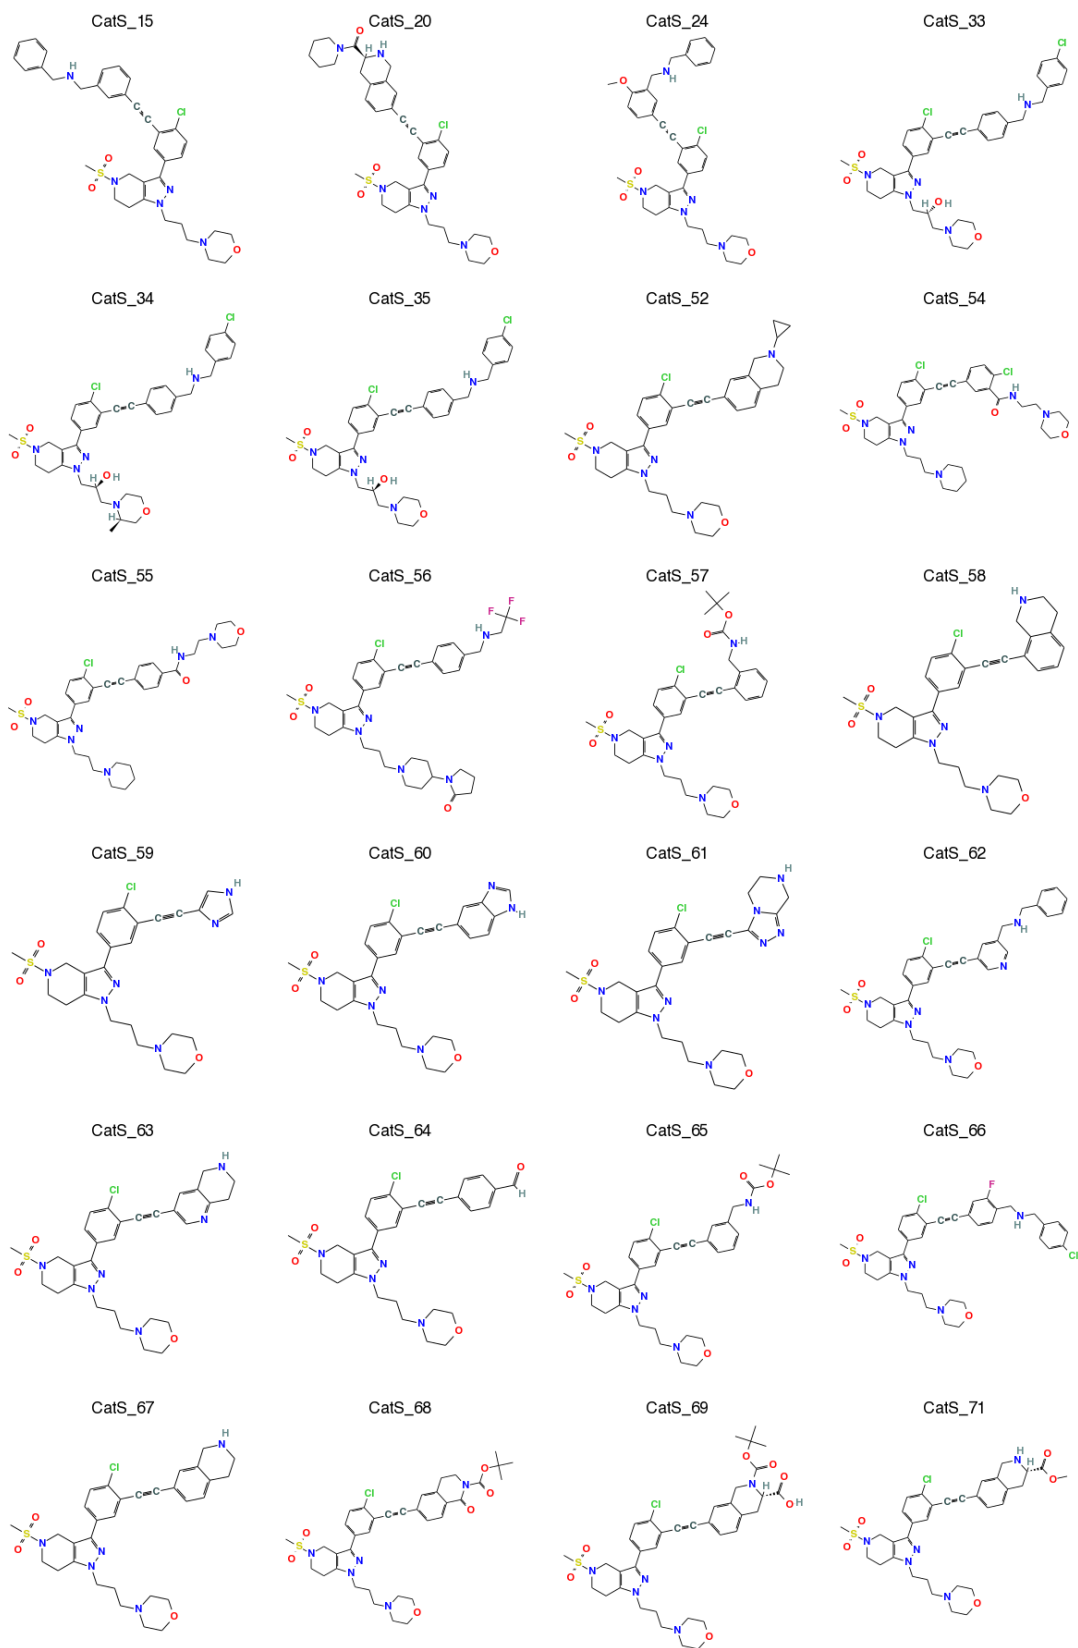 CatS_15 CatS_20 CatS_24 CatS_33
CatS_34 CatS_35 CatS_52 CatS_54
CatS_55 CatS_56 CatS_57 CatS_58
CatS_59 CatS_60 CatS_61 CatS_62
CatS_63 CatS_64 CatS_65 CatS_66
CatS_67 CatS_68 CatS_69 CatS_71